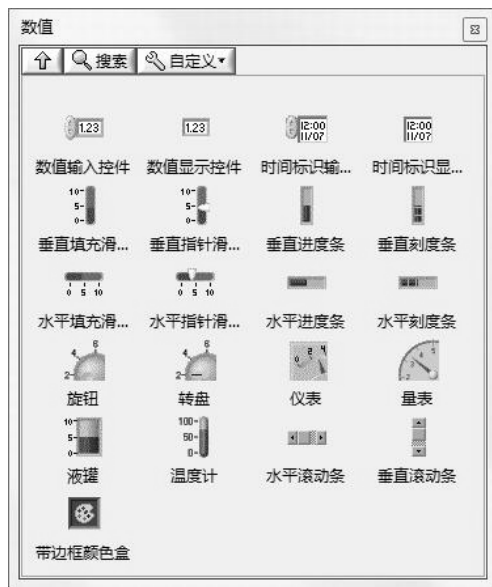 数值
搜索 自定义
1.23 1.23 12:00 11/07 12:00 11/07
数值输入控件 数值显示控件 时间标识输... 时间标识显...
10- 5- 0- 10- 5- 0-
垂直填充滑... 垂直指针滑... 垂直进度条 垂直刻度条
0 5 10 0 5 10
水平填充滑... 水平指针滑... 水平进度条 水平刻度条
2 4 6 2 4 6 0 2 4
旋钮 转盘 仪表 量表
10- 5- 0- 100- 50- 0-
液罐 温度计 水平滚动条 垂直滚动条
带边框颜色盒